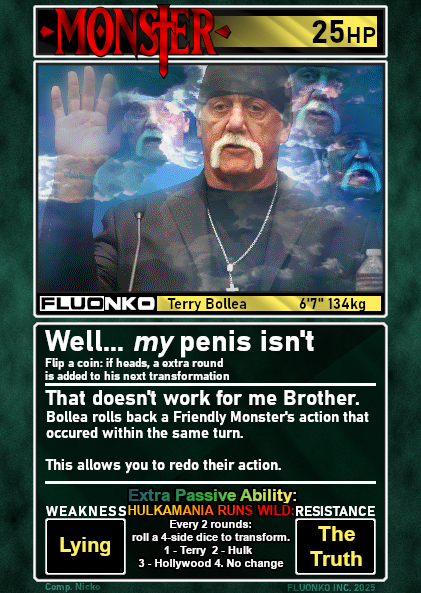 MONSTER
25HP
FLUONKO Terry Bollea 6'7" 134kg
Well... my penis isn't
Flip a coin: if heads, a extra round
is added to his next transformation
That doesn't work for me Brother.
Bollea rolls back a Friendly Monster's action that
occured within the same turn.
This allows you to redo their action.
Extra Passive Ability:
WEAKNESS HULKAMANIA RUNS WILD: RESISTANCE
Every 2 rounds:
roll a 4-side dice to transform.
1 - Terry 2 - Hulk
3 - Hollywood 4. No change
Lying
The
Truth
Comp. Nicko
FLUONKO INC. 2025